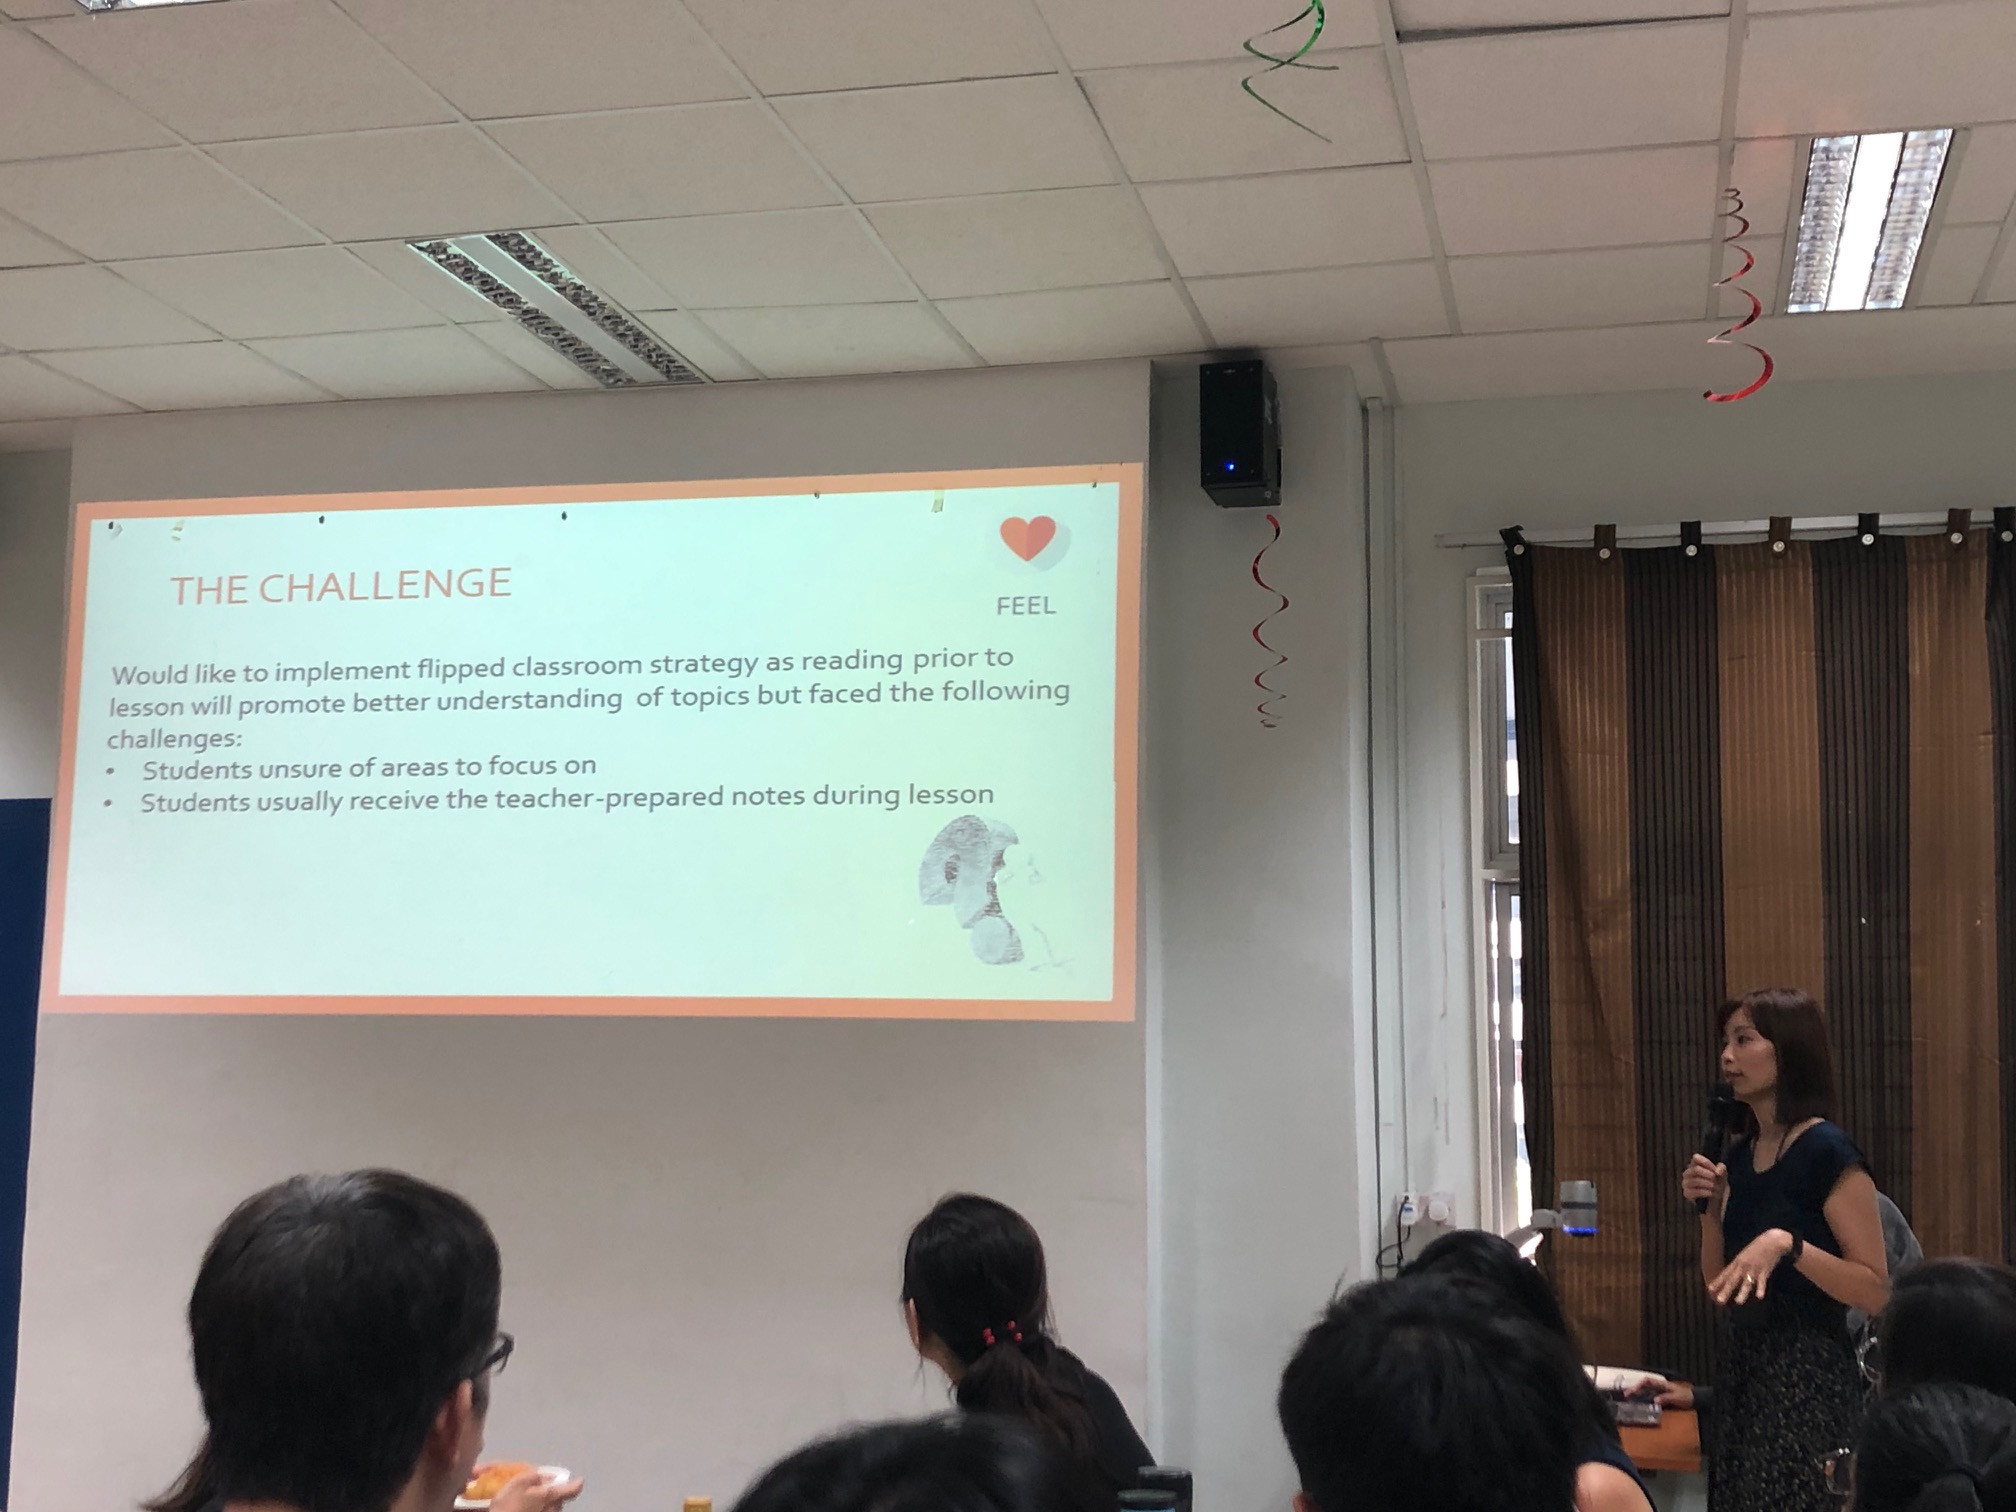 THE CHALLENGE
FEEL
Would like to implement flipped classroom strategy as reading prior to
lesson will promote better understanding of topics but faced the following
challenges:
• Students unsure of areas to focus on
• Students usually receive the teacher-prepared notes during lesson